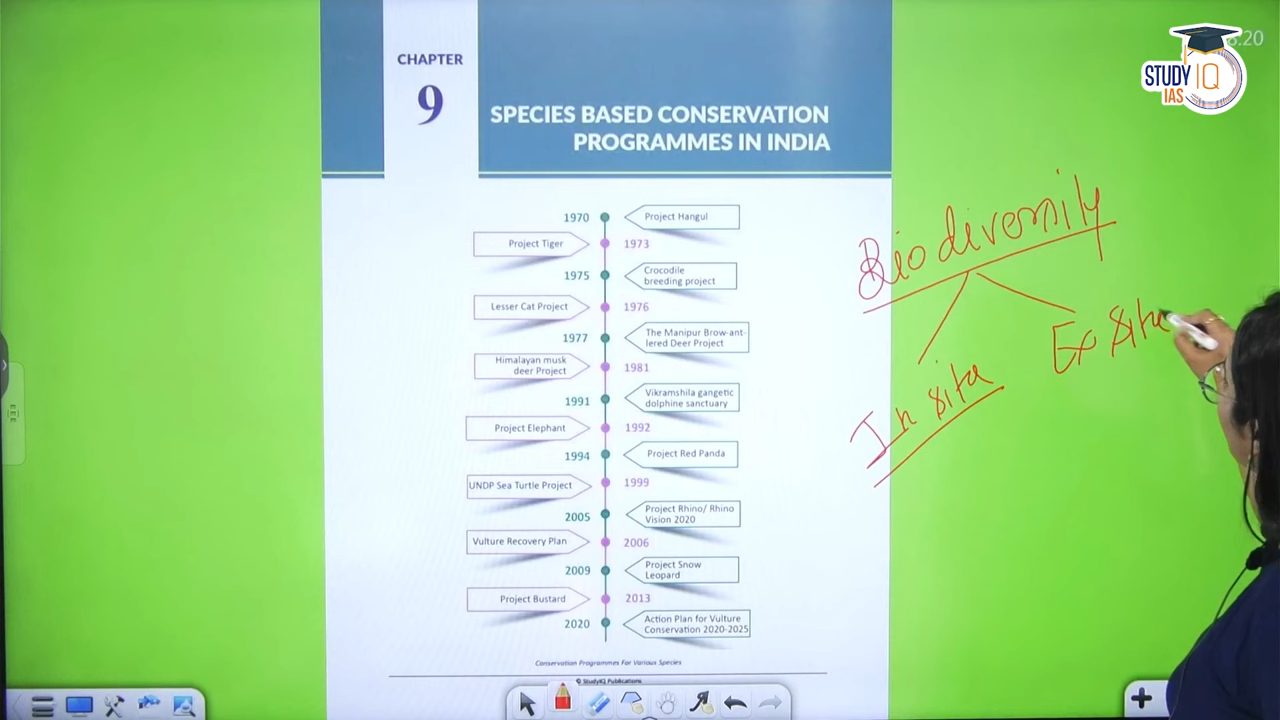 CHAPTER
9
SPECIES BASED CONSERVATION
PROGRAMMES IN INDIA
1970
Project Hangul
Project Tiger
1973
1975
Crocodile
breeding project
Lesser Cat Project
1976
1977
The Manipur Brow-ant-
lered Deer Project
Himalayan musk
deer Project
1981
1991
Vikramshila gangetic
dolphine sanctuary
Project Elephant
1992
1994
Project Red Panda
UNDP Sea Turtle Project
1999
2005
Project Rhino/ Rhino
Vision 2020
Vulture Recovery Plan
2006
2009
Project Snow
Leopard
Project Bustard
2013
2020
Action Plan for Vulture
Conservation 2020-2025
Conservation Programmes For Various Species
© StudyIQ Publications
Biodiversity
In situ
Ex situ
STUDY IQ
IAS